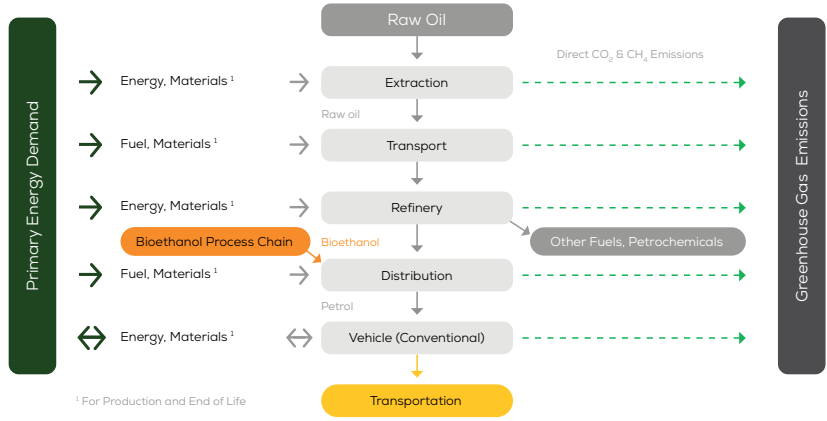 Raw Oil
Direct CO₂ & CH₄ Emissions
Primary Energy Demand
Greenhouse Gas Emissions
Energy, Materials ¹
Extraction
Raw oil
Fuel, Materials ¹
Transport
Energy, Materials ¹
Refinery
Bioethanol Process Chain
Bioethanol
Other Fuels, Petrochemicals
Fuel, Materials ¹
Distribution
Petrol
Energy, Materials ¹
Vehicle (Conventional)
¹ For Production and End of Life
Transportation